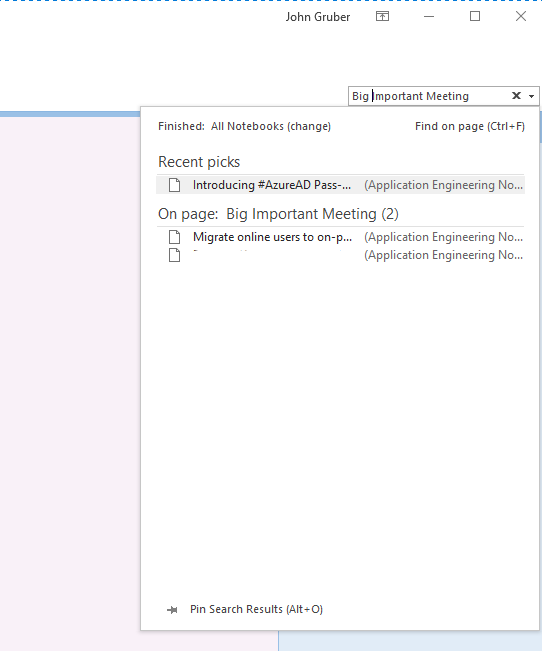 John Gruber
Big Important Meeting
Finished: All Notebooks (change) Find on page (Ctrl+F)
Recent picks
Introducing #AzureAD Pass-... (Application Engineering No...
On page: Big Important Meeting (2)
Migrate online users to on-p... (Application Engineering No...
(Application Engineering No...
Pin Search Results (Alt+O)